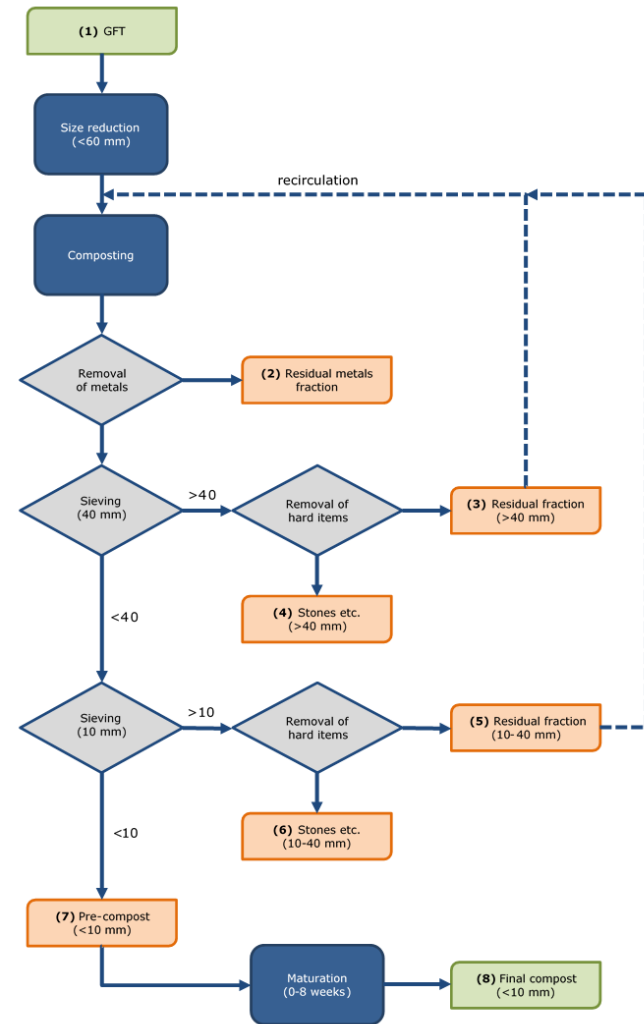 (1) GFT
Size reduction
(<60 mm)
recirculation
Composting
Removal
of metals
(2) Residual metals
fraction
Sieving
(40 mm)
>40
Removal of
hard items
(3) Residual fraction
(>40 mm)
(4) Stones etc.
(>40 mm)
<40
Sieving
(10 mm)
>10
Removal of
hard items
(5) Residual fraction
(10-40 mm)
(6) Stones etc.
(10-40 mm)
<10
(7) Pre-compost
(<10 mm)
Maturation
(0-8 weeks)
(8) Final compost
(<10 mm)